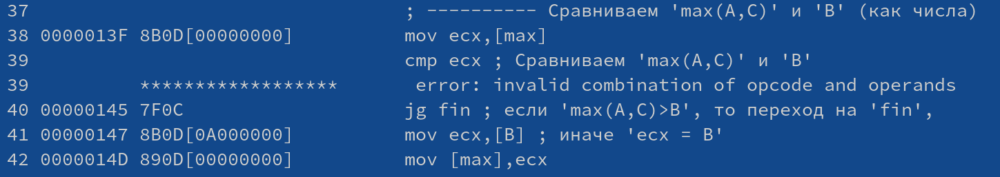 37 ; ---------- Сравниваем 'max(A,C)' и 'B' (как числа)
38 0000013F 8B0D[00000000] mov ecx,[max]
39 cmp ecx ; Сравниваем 'max(A,C)' и 'B'
39 ****************** error: invalid combination of opcode and operands
40 00000145 7F0C jg fin ; если 'max(A,C)>B', то переход на 'fin',
41 00000147 8B0D[0A000000] mov ecx,[B] ; иначе 'ecx = B'
42 0000014D 890D[00000000] mov [max],ecx